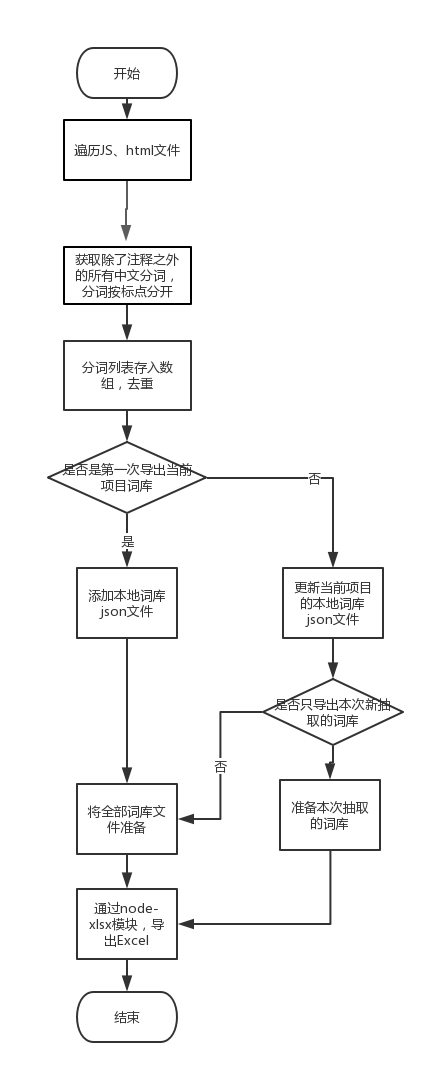 开始
遍历JS、html文件
获取除了注释之外
的所有中文分词，
分词按标点分开
分词列表存入数
组，去重
是否是第一次导出当前
项目词库
否
是
添加本地词库
json文件
更新当前项目
的本地词库
json文件
是否只导出本次新抽
取的词库
否
将全部词库文
件准备
准备本次抽取
的词库
通过node-
xlsx模块，导
出Excel
结束